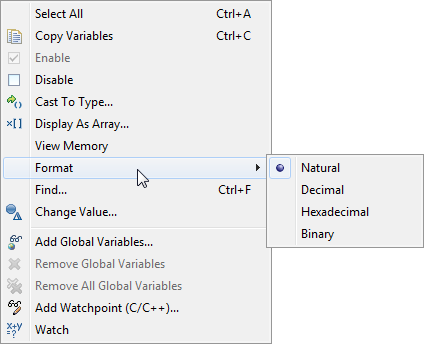 Select All Ctrl+A
Copy Variables Ctrl+C
Enable
Disable
Cast To Type...
Display As Array...
View Memory
Format
Natural
Decimal
Hexadecimal
Binary
Find... Ctrl+F
Change Value...
Add Global Variables...
Remove Global Variables
Remove All Global Variables
Add Watchpoint (C/C++)...
Watch